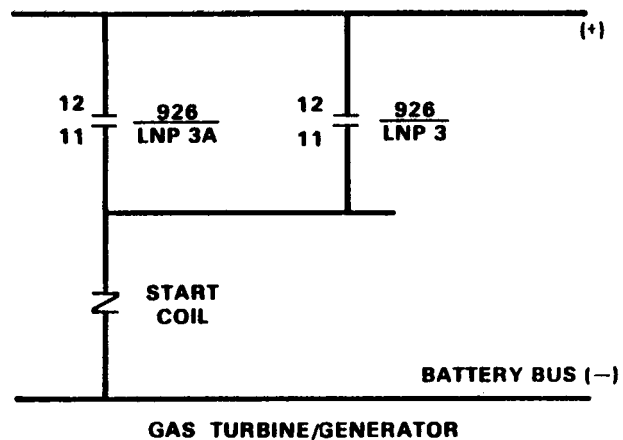 (+)
12
11
926
LNP 3A
12
11
926
LNP 3
START
COIL
BATTERY BUS (—)
GAS TURBINE/GENERATOR